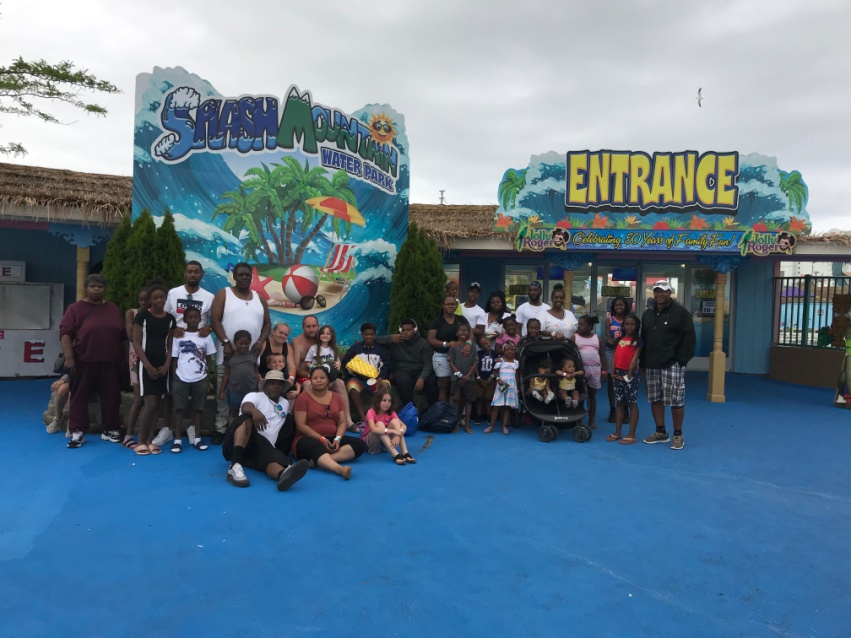 SPLASH MOUNTAIN
WATER PARK
ENTRANCE
Jolly Roger
Celebrating 50 Years of Family Fun!
Jolly Roger